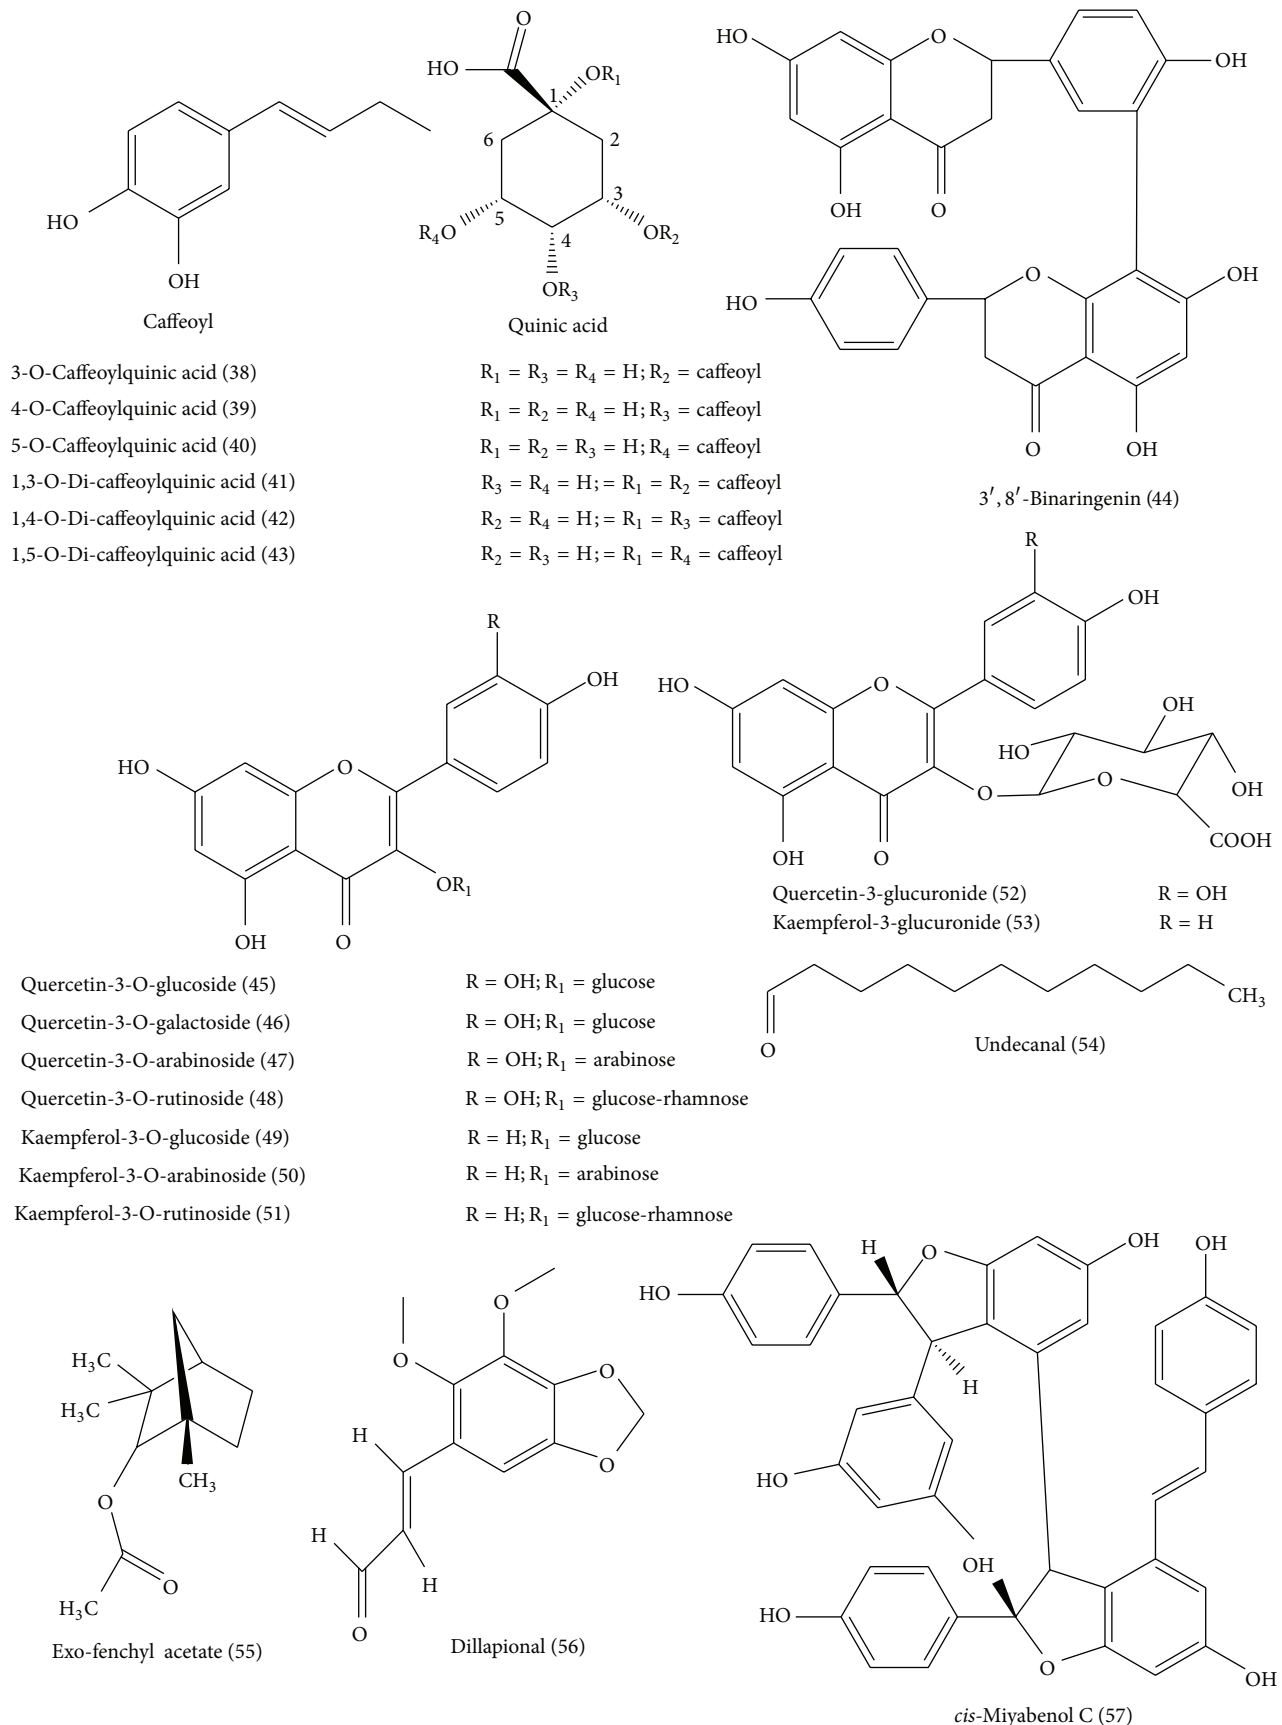 O
HO
OR1
1
6
2
3
5
4
R4O
OR2
OR3
HO
OH
Caffeoyl
Quinic acid
HO
O
OH
OH
O
HO
O
OH
O
OH
3′, 8′-Binaringenin (44)
3-O-Caffeoylquinic acid (38) R1 = R3 = R4 = H; R2 = caffeoyl
4-O-Caffeoylquinic acid (39) R1 = R2 = R4 = H; R3 = caffeoyl
5-O-Caffeoylquinic acid (40) R1 = R2 = R3 = H; R4 = caffeoyl
1,3-O-Di-caffeoylquinic acid (41) R3 = R4 = H; = R1 = R2 = caffeoyl
1,4-O-Di-caffeoylquinic acid (42) R2 = R4 = H; = R1 = R3 = caffeoyl
1,5-O-Di-caffeoylquinic acid (43) R2 = R3 = H; = R1 = R4 = caffeoyl
R
OH
HO
O
OR1
OH
O
R
OH
HO
O
OH
HO
O
O
OH
COOH
OH
O
Quercetin-3-glucuronide (52) R = OH
Kaempferol-3-glucuronide (53) R = H
Quercetin-3-O-glucoside (45) R = OH; R1 = glucose
Quercetin-3-O-galactoside (46) R = OH; R1 = glucose
Quercetin-3-O-arabinoside (47) R = OH; R1 = arabinose
Quercetin-3-O-rutinoside (48) R = OH; R1 = glucose-rhamnose
Kaempferol-3-O-glucoside (49) R = H; R1 = glucose
Kaempferol-3-O-arabinoside (50) R = H; R1 = arabinose
Kaempferol-3-O-rutinoside (51) R = H; R1 = glucose-rhamnose
CH3
O
Undecanal (54)
H3C
H3C
CH3
O
O
H3C
Exo-fenchyl acetate (55)
O
O
O
O
H
H
H
O
Dillapional (56)
H
O
OH
OH
HO
H
HO
OH
HO
O
OH
cis-Miyabenol C (57)